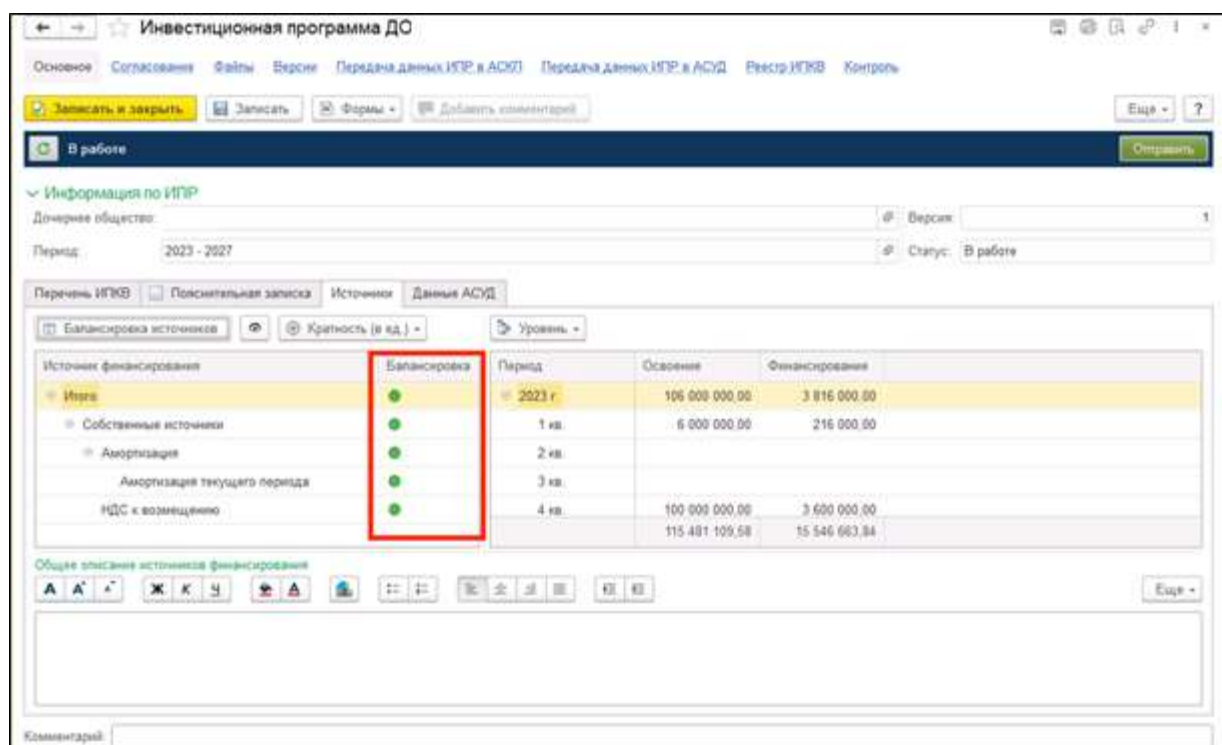 Инвестиционная программа ДО
Основное Согласование Файлы Версии Передача данных ИПР в АСКП Передача данных ИПР в АСУД Реестр ИПКВ Контроль
Записать и закрыть Записать Формы Добавить комментарий Еще ?
В работе Отправить
Информация по ИПР
Дочернее общество: Версия: 1
Период: 2023 - 2027 Статус: В работе
Перечень ИПКВ Пояснительная записка Источники Данные АСУД
Балансировка источников Кратность (в ед.) Уровень
Источник финансирования Балансировка Период Освоение Финансирование
Итого 2023 г. 106 000 000,00 3 816 000,00
Собственные источники 1 кв. 6 000 000,00 216 000,00
Амортизация 2 кв.
Амортизация текущего периода 3 кв.
НДС к возмещению 4 кв. 100 000 000,00 3 600 000,00
115 481 109,58 15 546 663,84
Общее описание источников финансирования
A A A Ж К Ч A Еще
Комментарий: